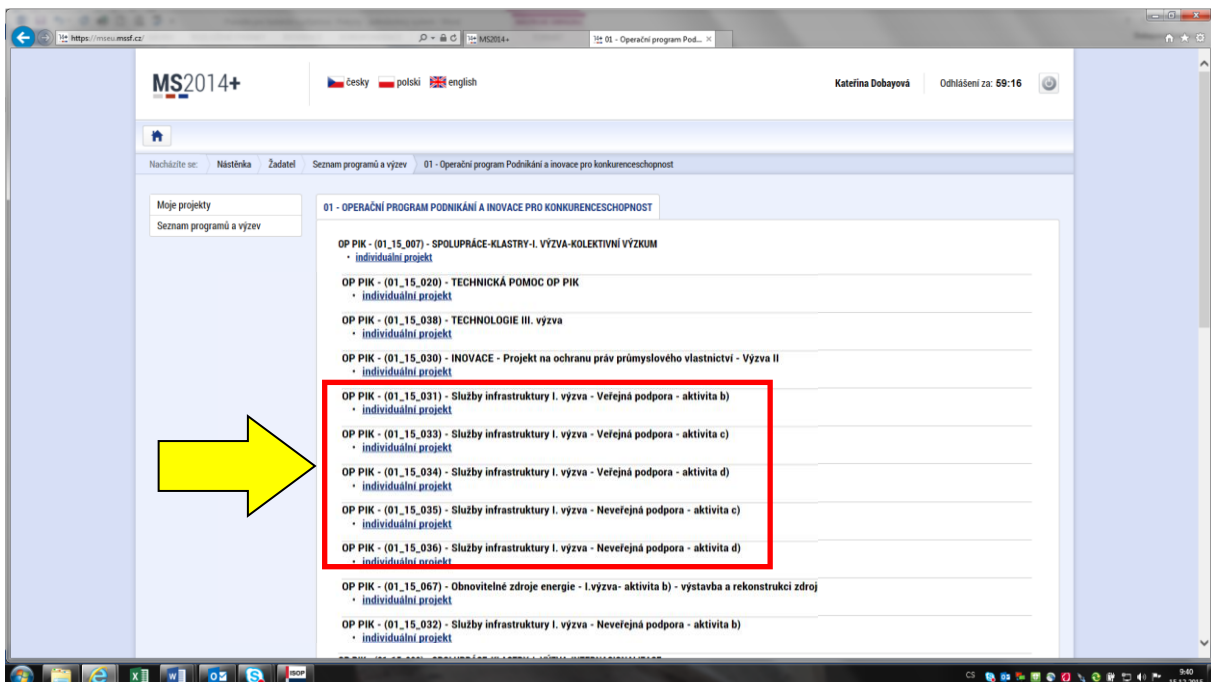 https://mseu.mssf.cz/
MS2014+
01 - Operační program Pod...
MS2014+
česky polski english
Kateřina Dobayová Odhlášení za: 59:16
Nacházíte se: Nástěnka Žadatel Seznam programů a výzev 01 - Operační program Podnikání a inovace pro konkurenceschopnost
Moje projekty
Seznam programů a výzev
01 - OPERAČNÍ PROGRAM PODNIKÁNÍ A INOVACE PRO KONKURENCESCHOPNOST
OP PIK - (01_15_007) - SPOLUPRÁCE-KLASTRY-I. VÝZVA-KOLEKTIVNÍ VÝZKUM
individuální projekt
OP PIK - (01_15_020) - TECHNICKÁ POMOC OP PIK
individuální projekt
OP PIK - (01_15_038) - TECHNOLOGIE III. výzva
individuální projekt
OP PIK - (01_15_030) - INOVACE - Projekt na ochranu práv průmyslového vlastnictví - Výzva II
individuální projekt
OP PIK - (01_15_031) - Služby infrastruktury I. výzva - Veřejná podpora - aktivita b)
individuální projekt
OP PIK - (01_15_033) - Služby infrastruktury I. výzva - Veřejná podpora - aktivita c)
individuální projekt
OP PIK - (01_15_034) - Služby infrastruktury I. výzva - Veřejná podpora - aktivita d)
individuální projekt
OP PIK - (01_15_035) - Služby infrastruktury I. výzva - Neveřejná podpora - aktivita c)
individuální projekt
OP PIK - (01_15_036) - Služby infrastruktury I. výzva - Neveřejná podpora - aktivita d)
individuální projekt
OP PIK - (01_15_067) - Obnovitelné zdroje energie - I.výzva- aktivita b) - výstavba a rekonstrukci zdroj
individuální projekt
OP PIK - (01_15_032) - Služby infrastruktury I. výzva - Neveřejná podpora - aktivita b)
individuální projekt
ISOP
CS
9:40